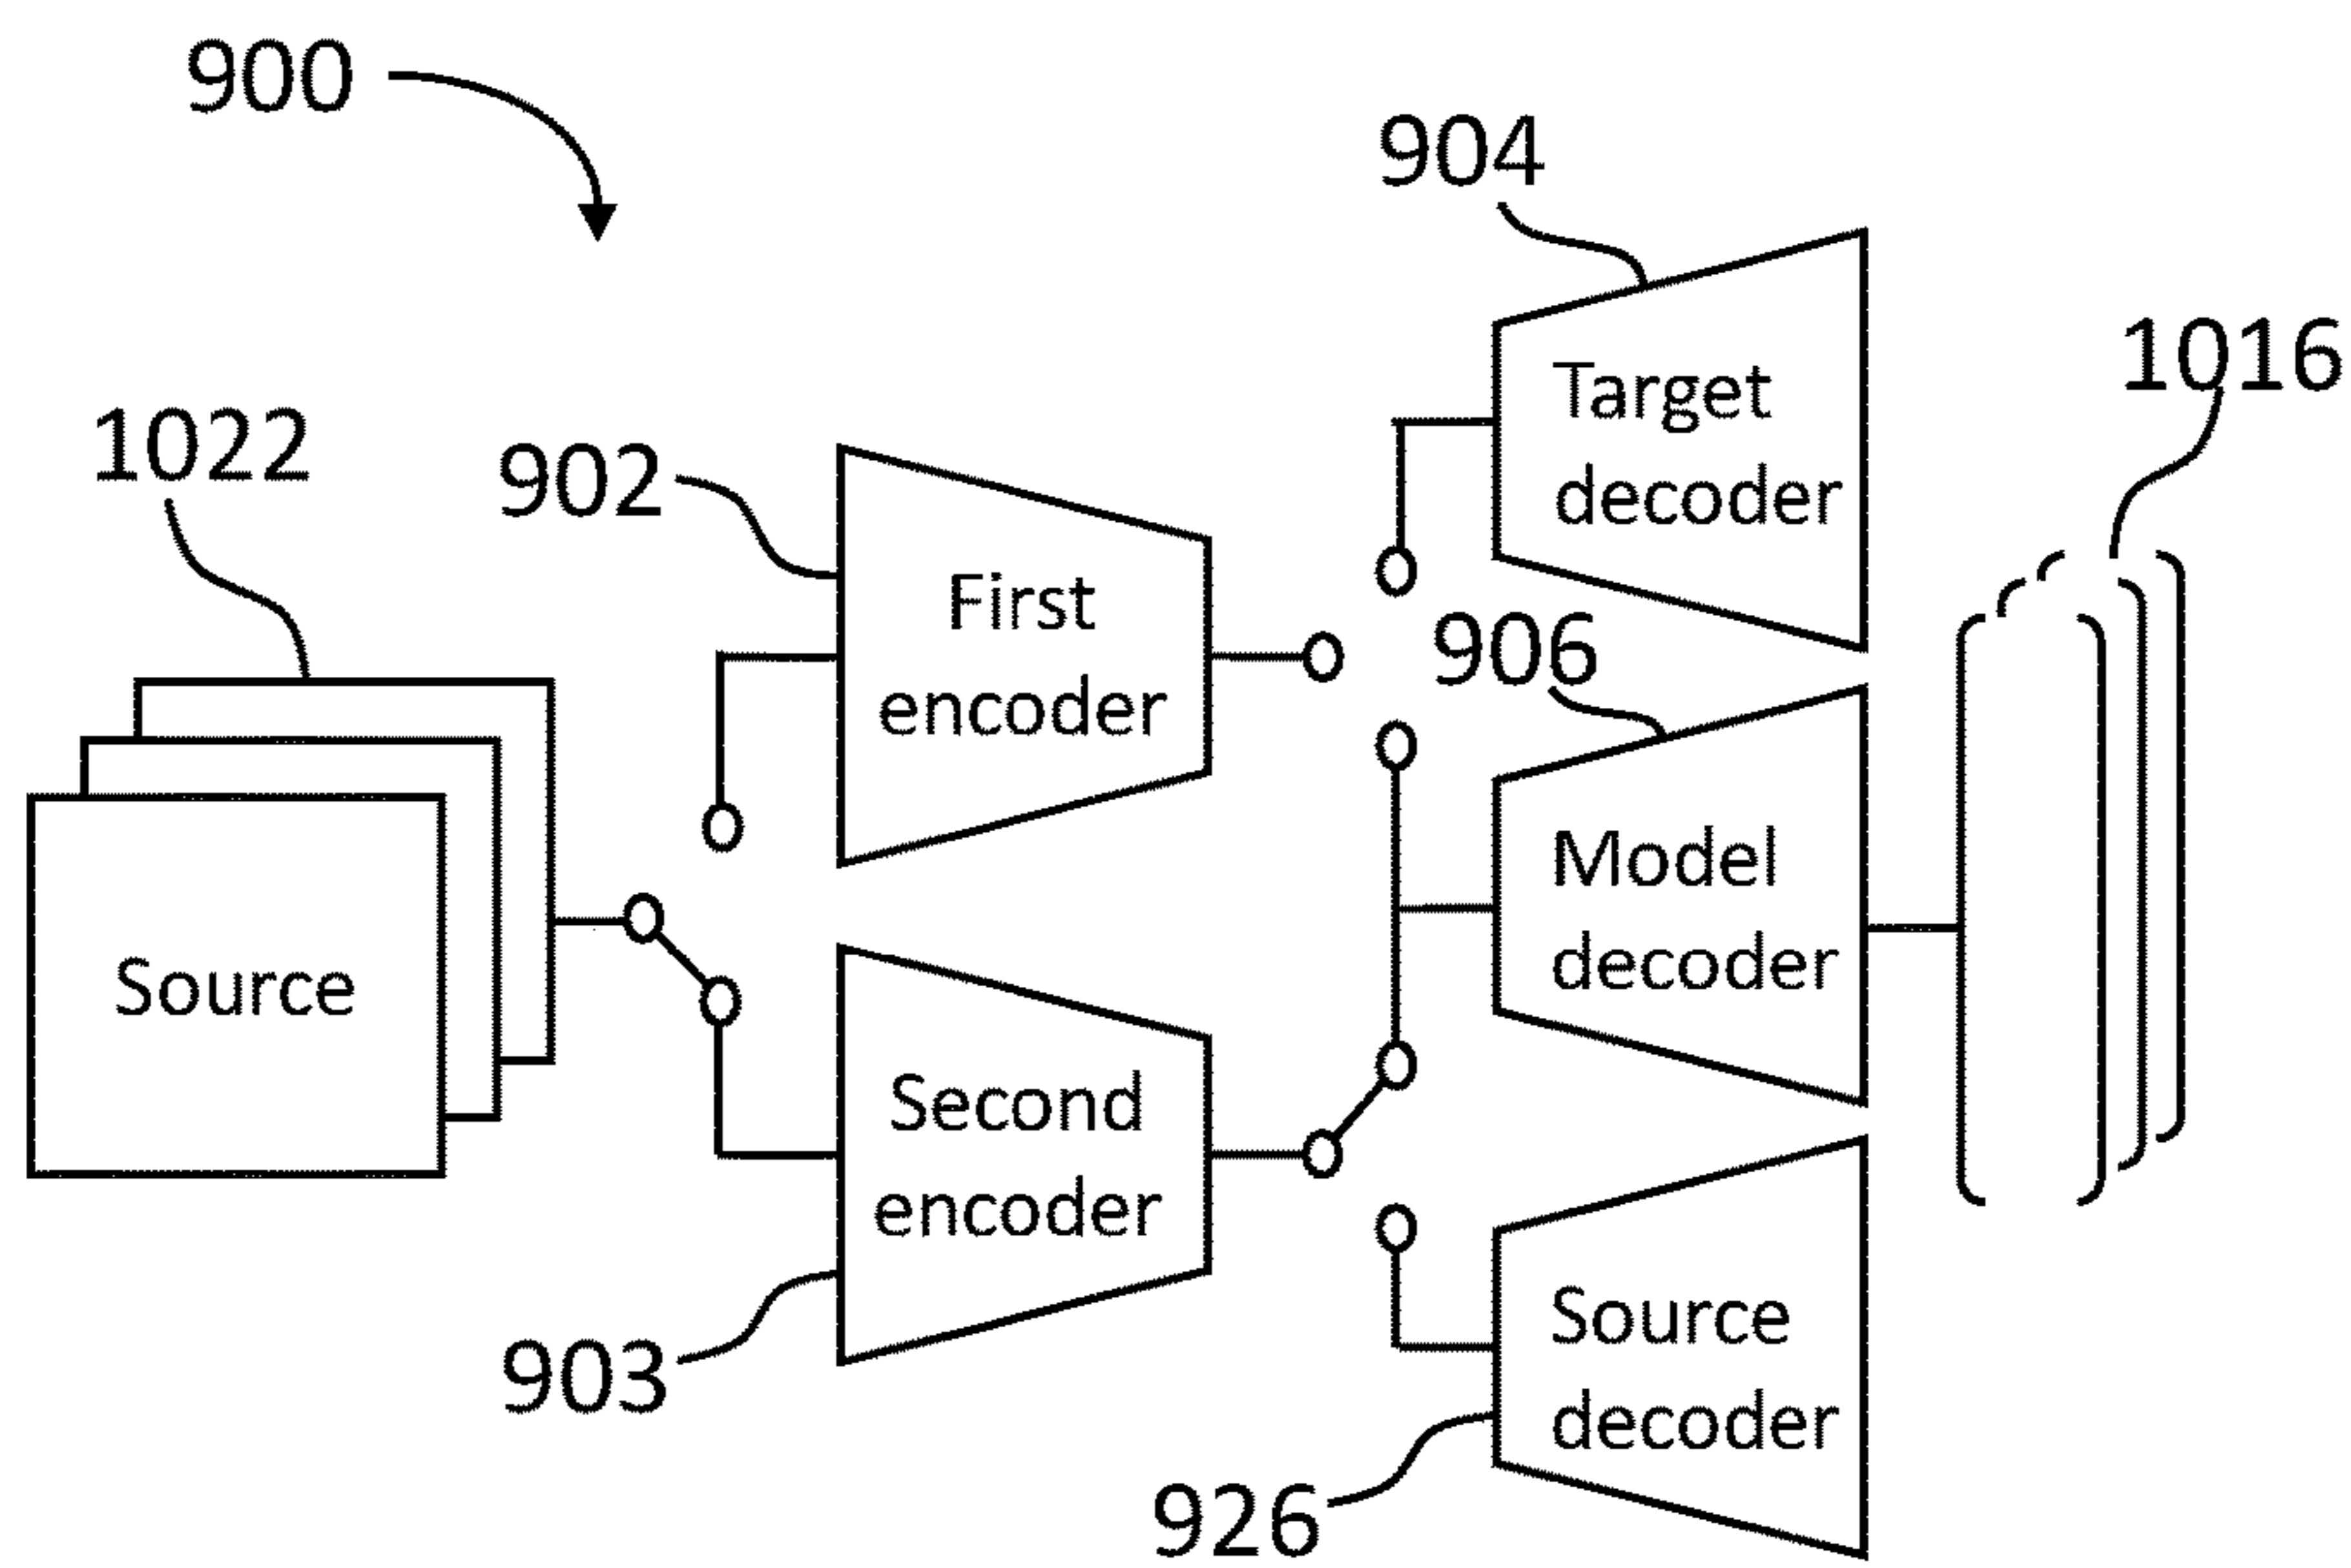 900
904
1016
1022
902
Target
decoder
First
encoder
906
Model
decoder
Source
Second
encoder
903
Source
decoder
926